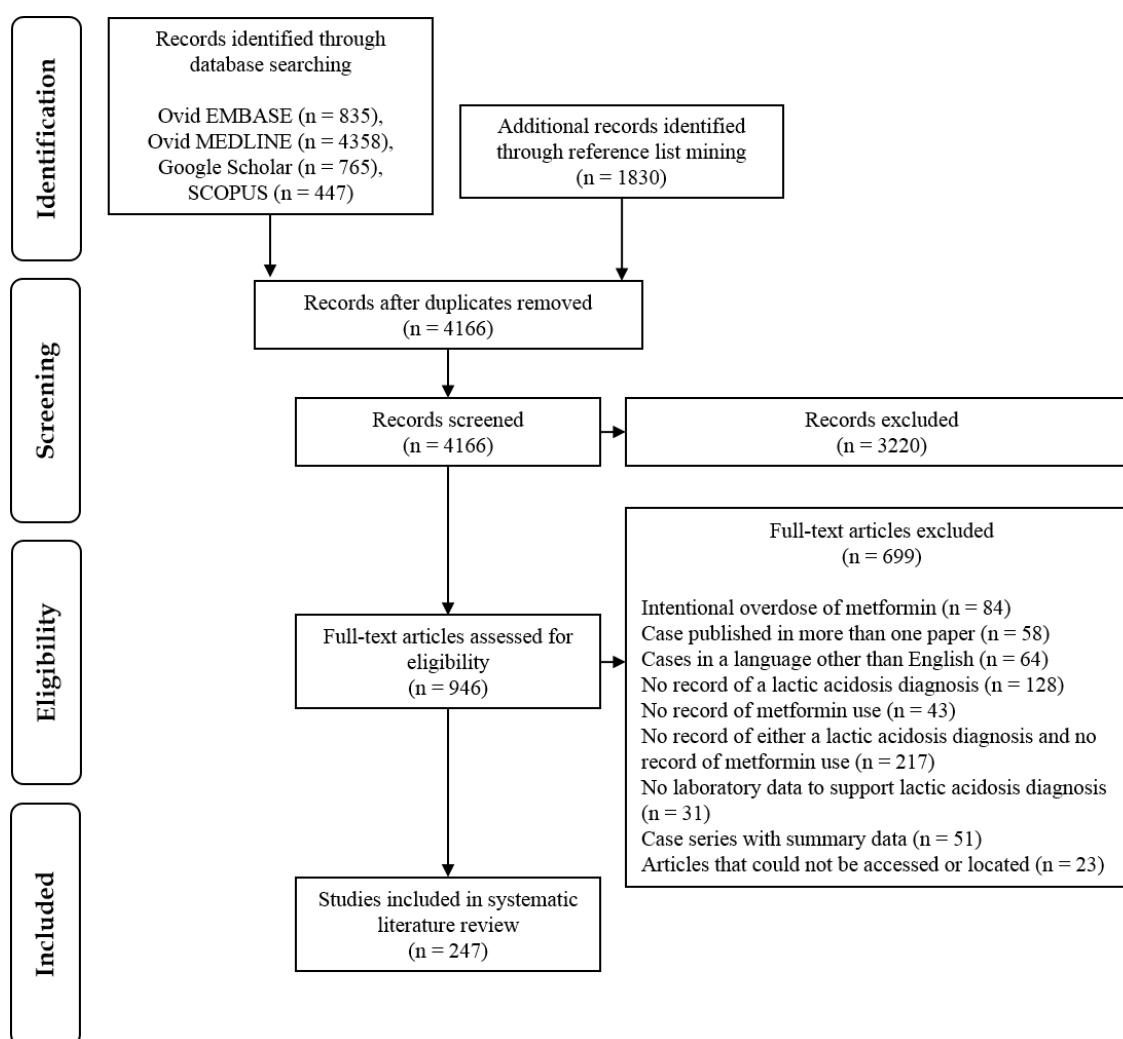 Identification
Records identified through
database searching
Ovid EMBASE (n = 835),
Ovid MEDLINE (n = 4358),
Google Scholar (n = 765),
SCOPUS (n = 447)
Additional records identified
through reference list mining
(n = 1830)
Screening
Records after duplicates removed
(n = 4166)
Records screened
(n = 4166)
Records excluded
(n = 3220)
Eligibility
Full-text articles assessed for
eligibility
(n = 946)
Full-text articles excluded
(n = 699)
Intentional overdose of metformin (n = 84)
Case published in more than one paper (n = 58)
Cases in a language other than English (n = 64)
No record of a lactic acidosis diagnosis (n = 128)
No record of metformin use (n = 43)
No record of either a lactic acidosis diagnosis and no
record of metformin use (n = 217)
No laboratory data to support lactic acidosis diagnosis
(n = 31)
Case series with summary data (n = 51)
Articles that could not be accessed or located (n = 23)
Included
Studies included in systematic
literature review
(n = 247)